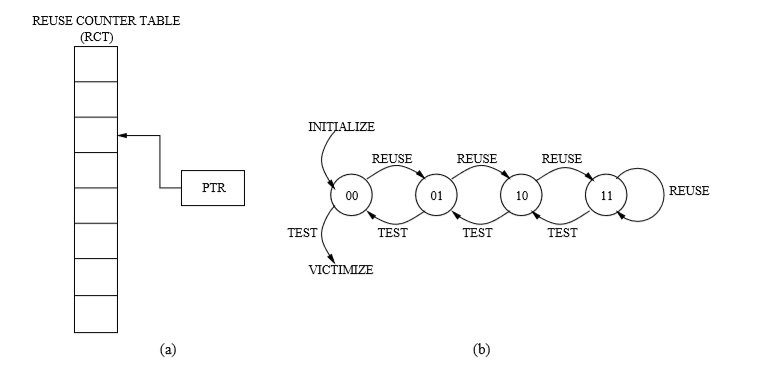 REUSE COUNTER TABLE
(RCT)
PTR
(a)
INITIALIZE
REUSE REUSE REUSE
00 01 10 11 REUSE
TEST TEST TEST TEST
VICTIMIZE
(b)